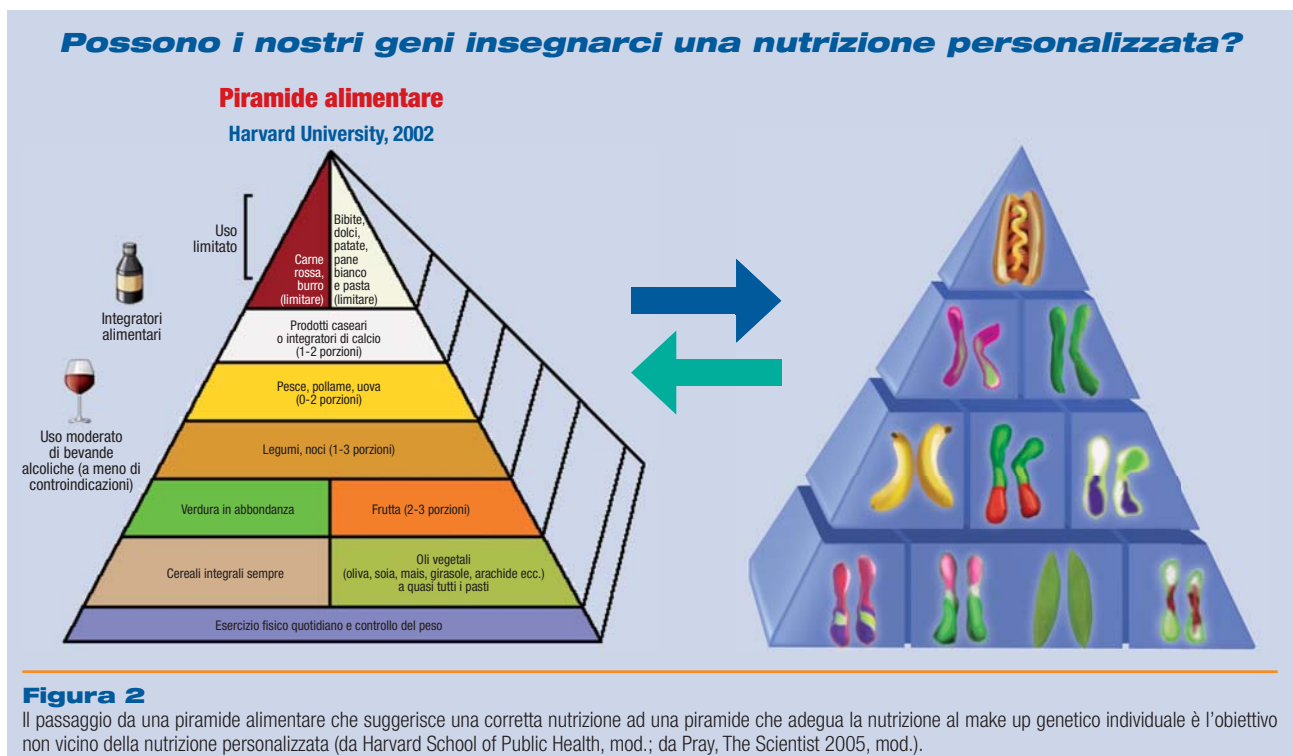 Possono i nostri geni insegnarci una nutrizione personalizzata?
Piramide alimentare
Harvard University, 2002
Uso
limitato
Carne
rossa,
burro
(limitare)
Bibite,
dolci,
patate,
pane
bianco
e pasta
(limitare)
Integratori
alimentari
Prodotti caseari
o integratori di calcio
(1-2 porzioni)
Pesce, pollame, uova
(0-2 porzioni)
Uso moderato
di bevande
alcoliche (a meno di
controindicazioni)
Legumi, noci (1-3 porzioni)
Verdura in abbondanza
Frutta (2-3 porzioni)
Cereali integrali sempre
Oli vegetali
(oliva, soia, mais, girasole, arachide ecc.)
a quasi tutti i pasti
Esercizio fisico quotidiano e controllo del peso
Figura 2
Il passaggio da una piramide alimentare che suggerisce una corretta nutrizione ad una piramide che adegua la nutrizione al make up genetico individuale è l'obiettivo
non vicino della nutrizione personalizzata (da Harvard School of Public Health, mod.; da Pray, The Scientist 2005, mod.).